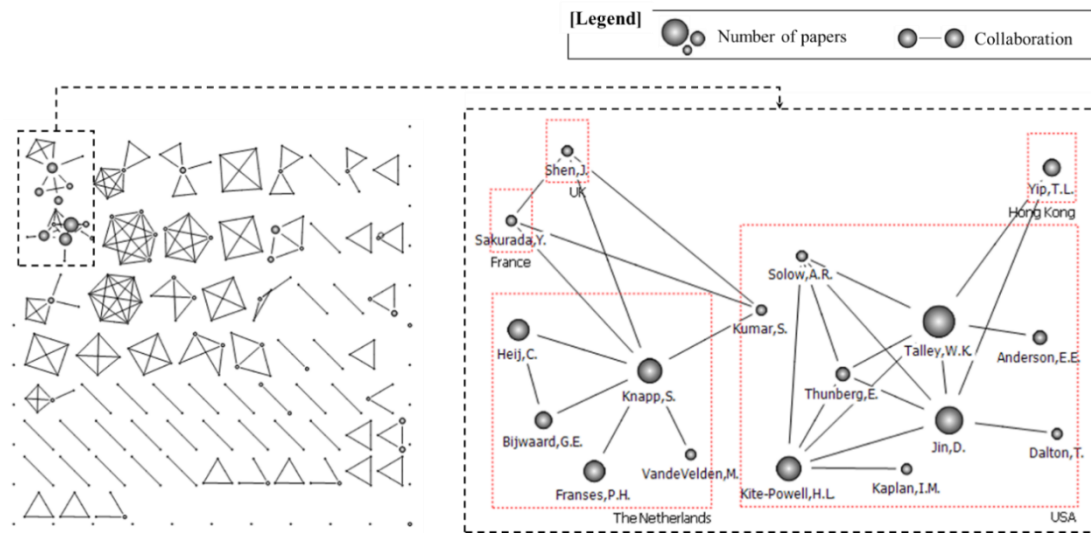 [Legend]
Number of papers
Collaboration
Shen,J.
UK
Yip,T.L.
Hong Kong
Sakurada,Y.
France
Solow,A.R.
Kumar,S.
Heij,C.
Talley,W.K.
Anderson,E.E.
Knapp,S.
Thunberg,E.
Bijwaard,G.E.
Jin,D.
Dalton,T.
VandeVelden,M.
Franses,P.H.
Kite-Powell,H.L.
Kaplan,I.M.
The Netherlands
USA